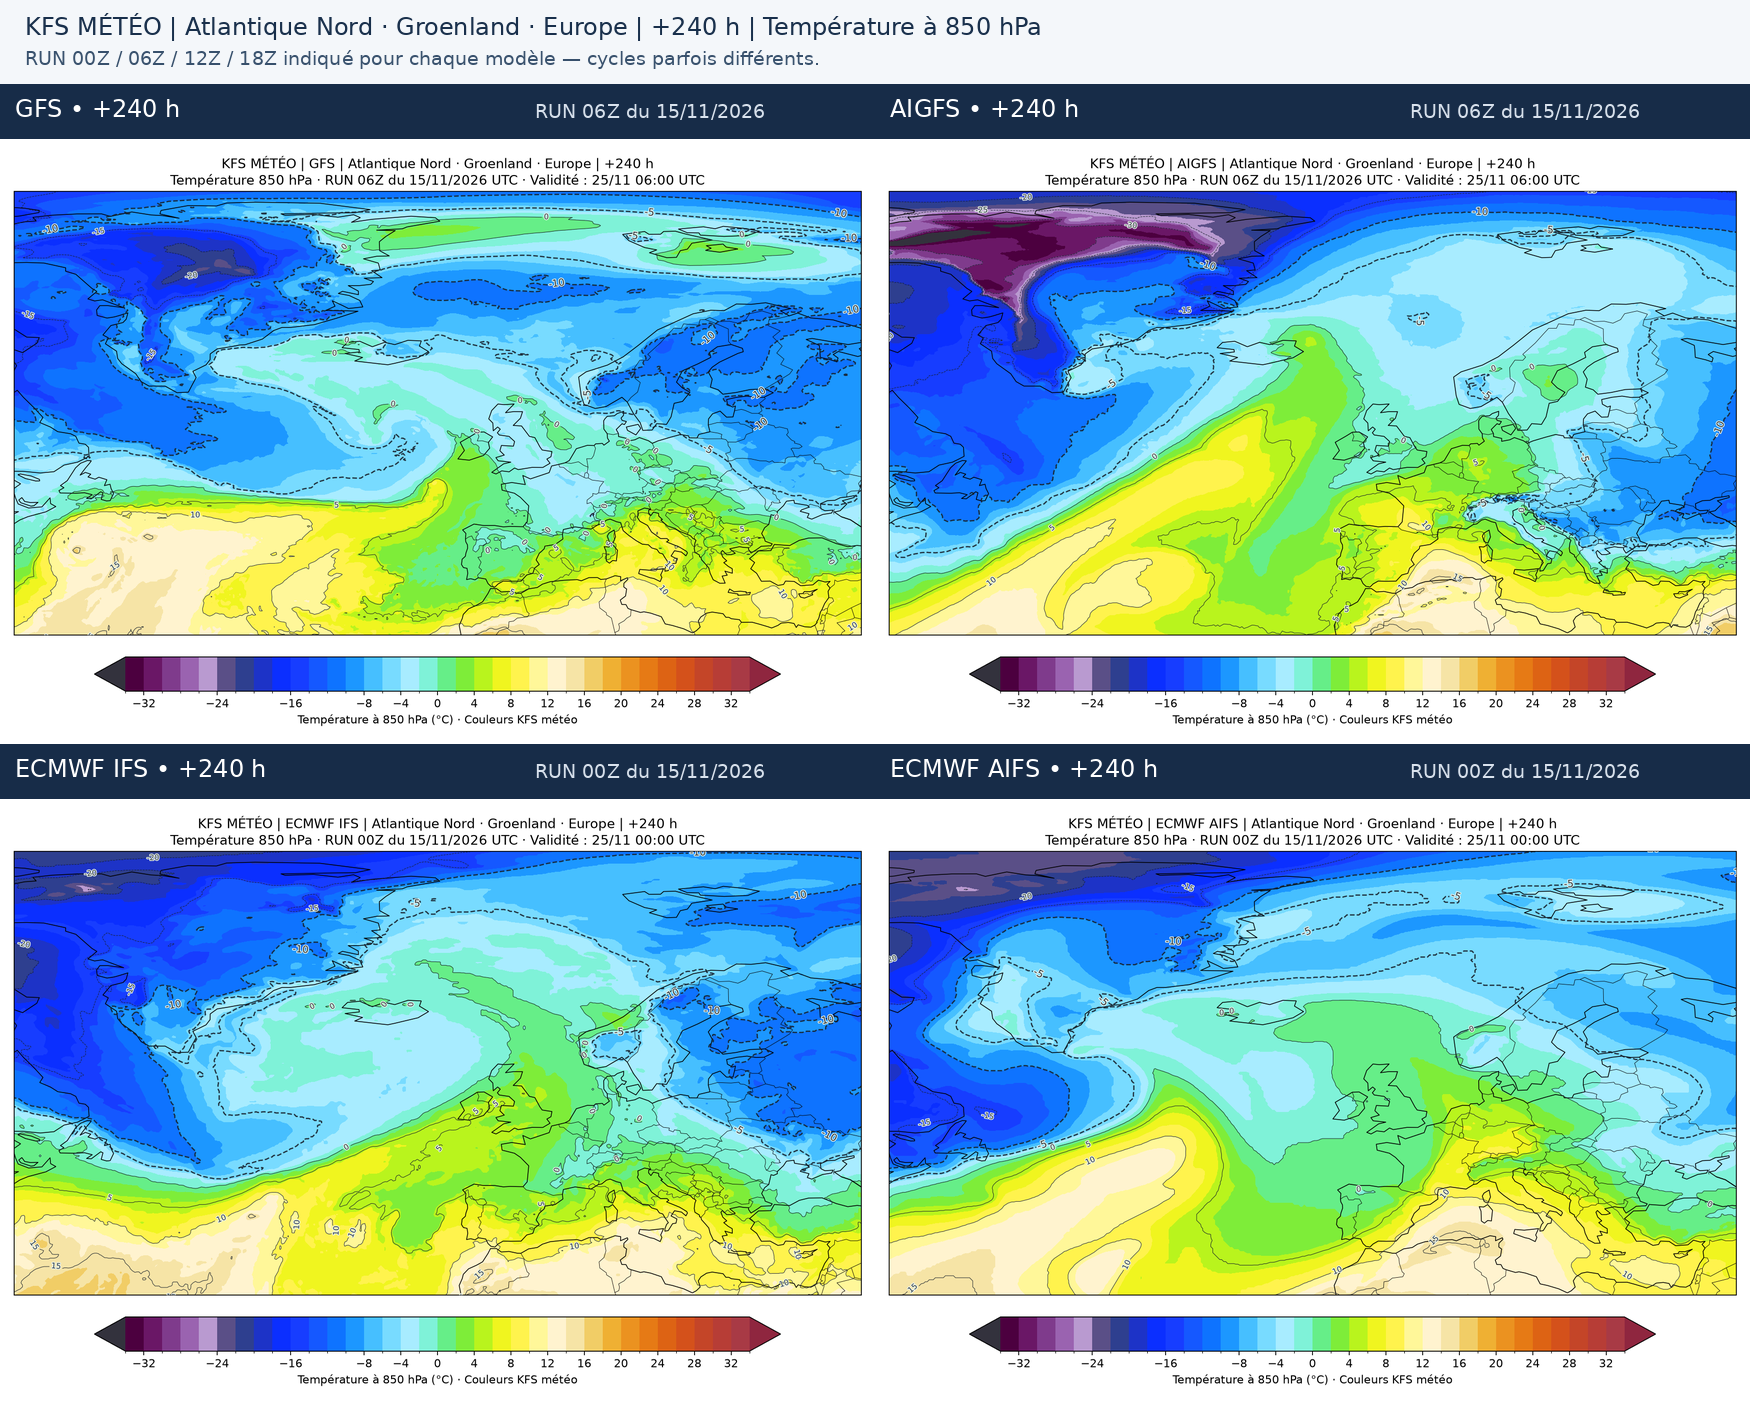 KFS MÉTÉO | Atlantique Nord · Groenland · Europe | +240 h | Température à 850 hPa
RUN 00Z / 06Z / 12Z / 18Z indiqué pour chaque modèle — cycles parfois différents.
GFS • +240 h
RUN 06Z du 15/11/2026
AIGFS • +240 h
RUN 06Z du 15/11/2026
KFS MÉTÉO | GFS | Atlantique Nord · Groenland · Europe | +240 h
Température 850 hPa · RUN 06Z du 15/11/2026 UTC · Validité : 25/11 06:00 UTC
KFS MÉTÉO | AIGFS | Atlantique Nord · Groenland · Europe | +240 h
Température 850 hPa · RUN 06Z du 15/11/2026 UTC · Validité : 25/11 06:00 UTC
−32 −24 −16 −8 −4 0 4 8 12 16 20 24 28 32
Température à 850 hPa (°C) · Couleurs KFS météo
−32 −24 −16 −8 −4 0 4 8 12 16 20 24 28 32
Température à 850 hPa (°C) · Couleurs KFS météo
ECMWF IFS • +240 h
RUN 00Z du 15/11/2026
ECMWF AIFS • +240 h
RUN 00Z du 15/11/2026
KFS MÉTÉO | ECMWF IFS | Atlantique Nord · Groenland · Europe | +240 h
Température 850 hPa · RUN 00Z du 15/11/2026 UTC · Validité : 25/11 00:00 UTC
KFS MÉTÉO | ECMWF AIFS | Atlantique Nord · Groenland · Europe | +240 h
Température 850 hPa · RUN 00Z du 15/11/2026 UTC · Validité : 25/11 00:00 UTC
−32 −24 −16 −8 −4 0 4 8 12 16 20 24 28 32
Température à 850 hPa (°C) · Couleurs KFS météo
−32 −24 −16 −8 −4 0 4 8 12 16 20 24 28 32
Température à 850 hPa (°C) · Couleurs KFS météo